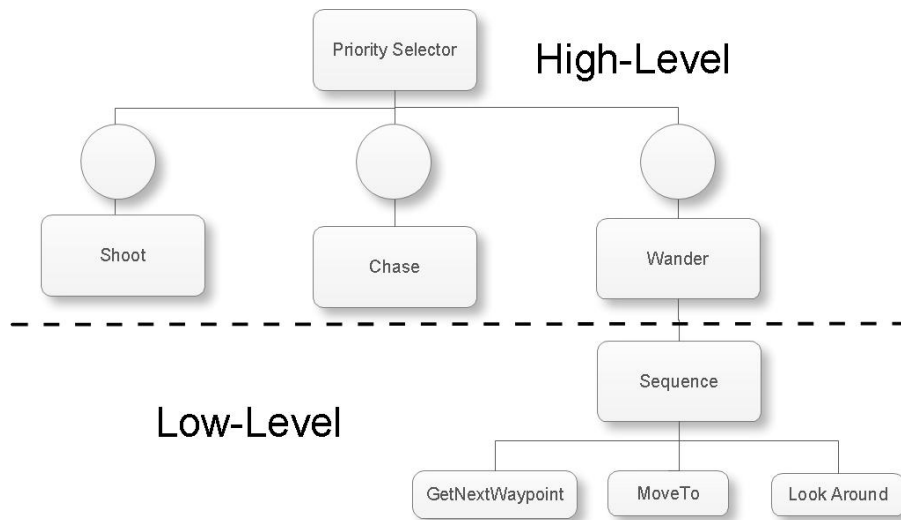 Priority Selector
High-Level
Shoot
Chase
Wander
Sequence
Low-Level
GetNextWaypoint
MoveTo
Look Around